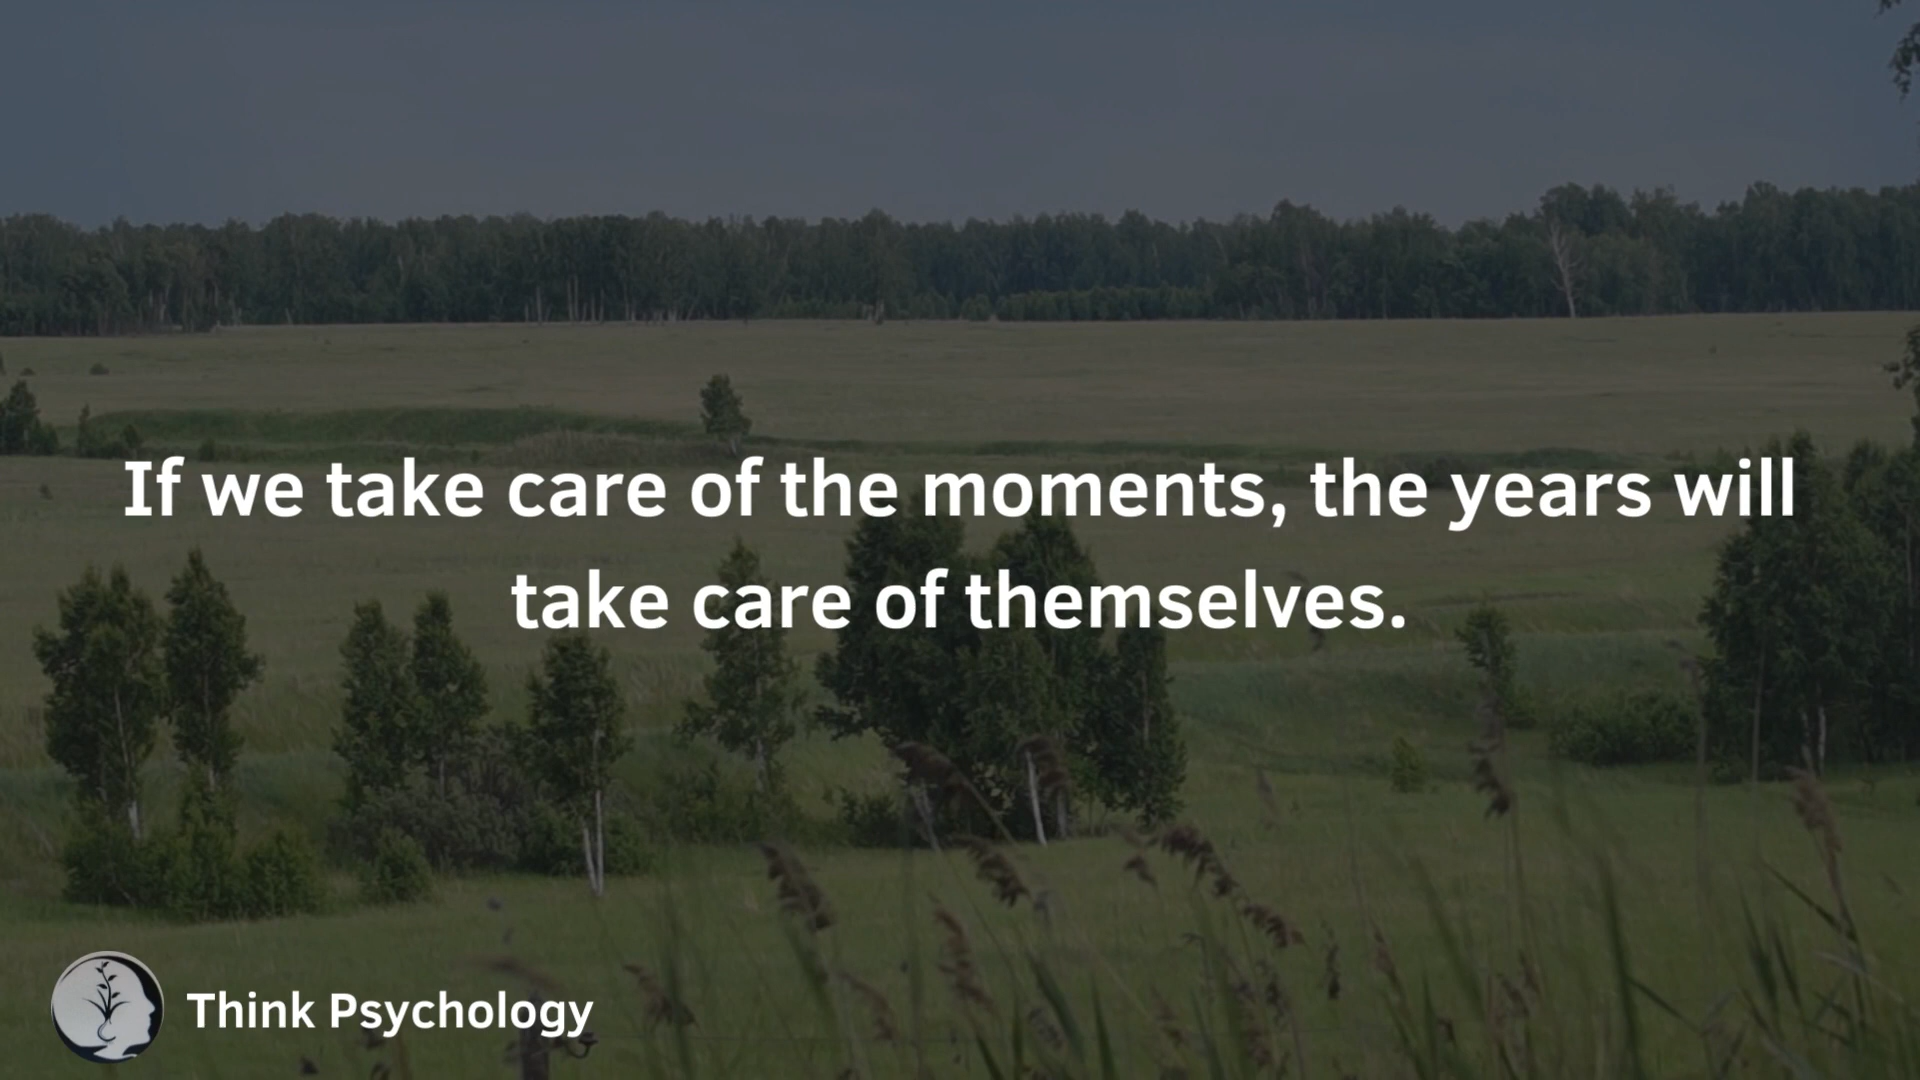 If we take care of the moments, the years will
take care of themselves.
Think Psychology